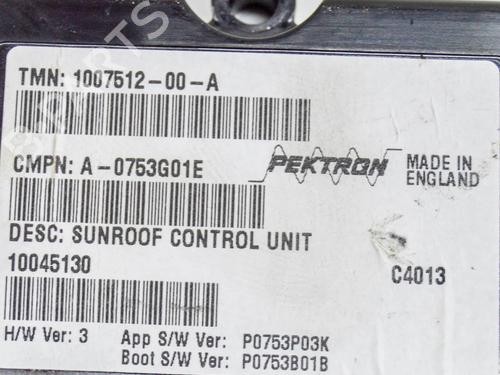 TMN: 1007512-00-A
CMPN: A-0753G01E
PEKTRON
MADE IN
ENGLAND
DESC: SUNROOF CONTROL UNIT
10045130
C4013
H/W Ver: 3 App S/W Ver: P0753P03K
Boot S/W Ver: P0753B01B